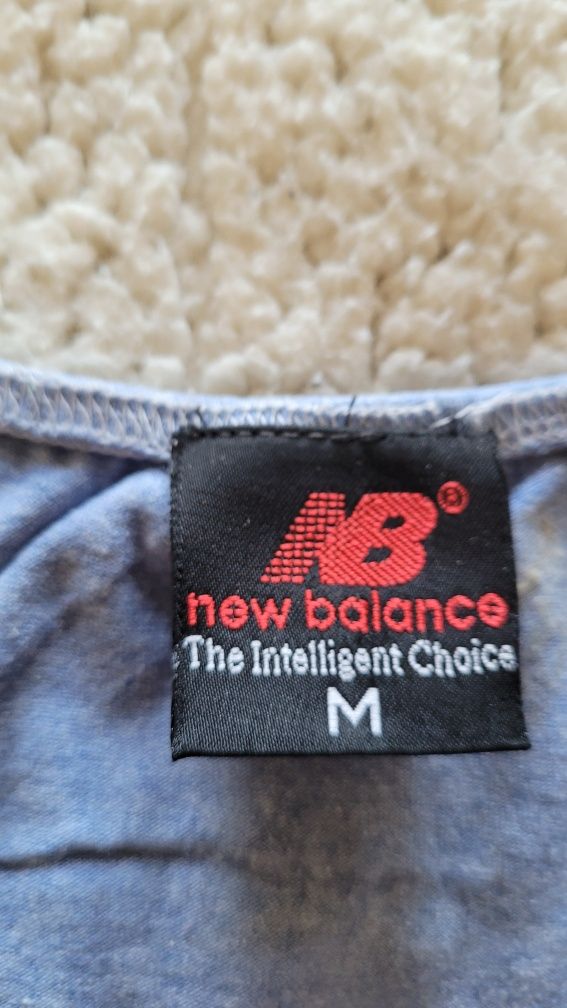 NB®
new balance
The Intelligent Choice
M